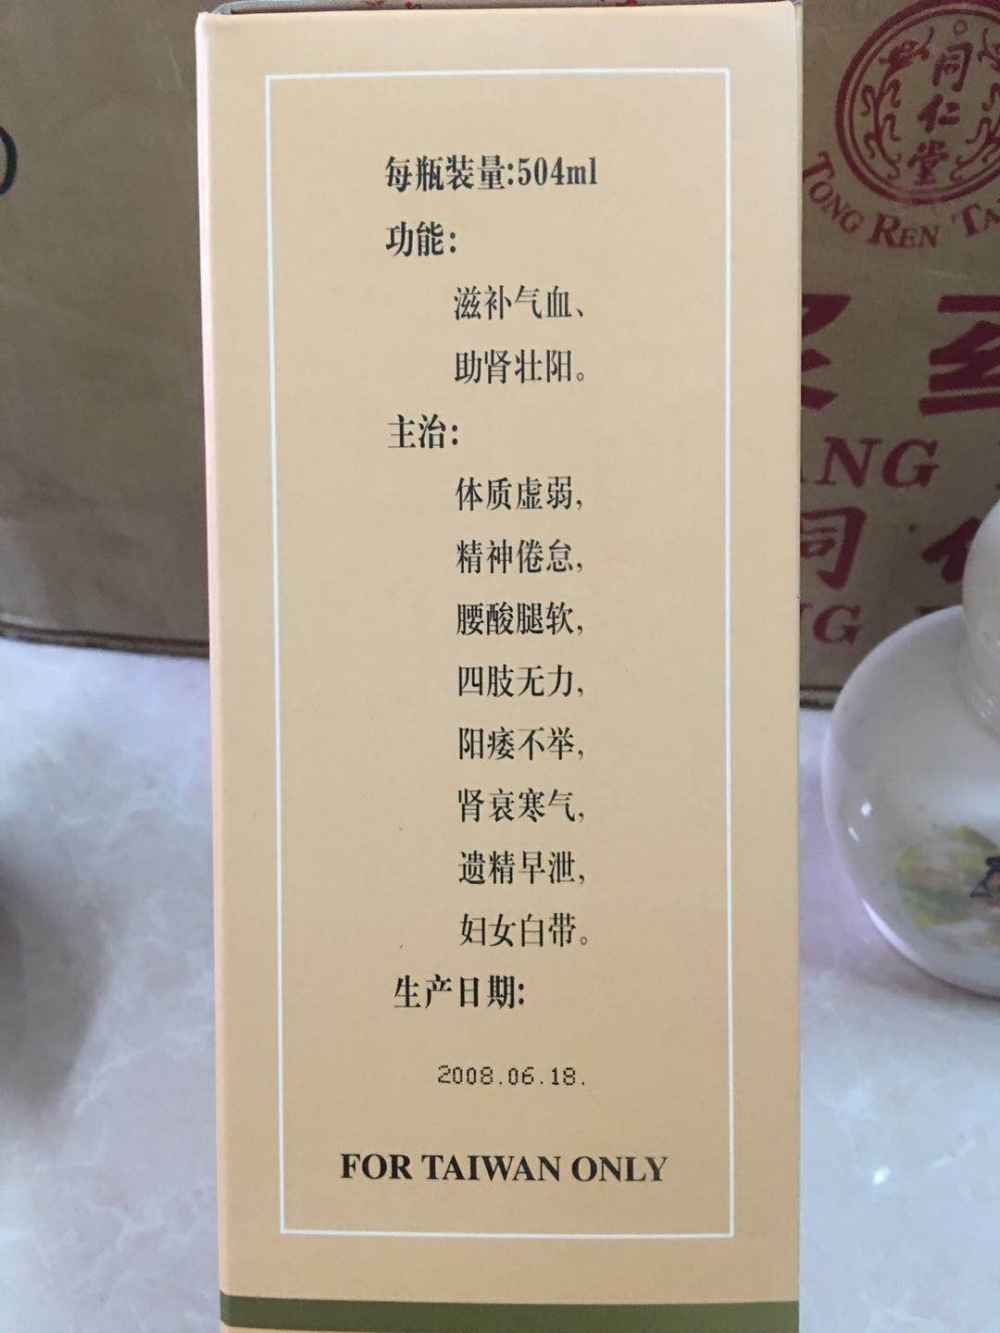 每瓶装量:504ml
功能:
滋补气血、
助肾壮阳。
主治:
体质虚弱,
精神倦怠,
腰酸腿软,
四肢无力,
阳痿不举,
肾衰寒气,
遗精早泄,
妇女白带。
生产日期:
2008.06.18.
FOR TAIWAN ONLY
同仁堂
TONG REN TA
NG
同
G